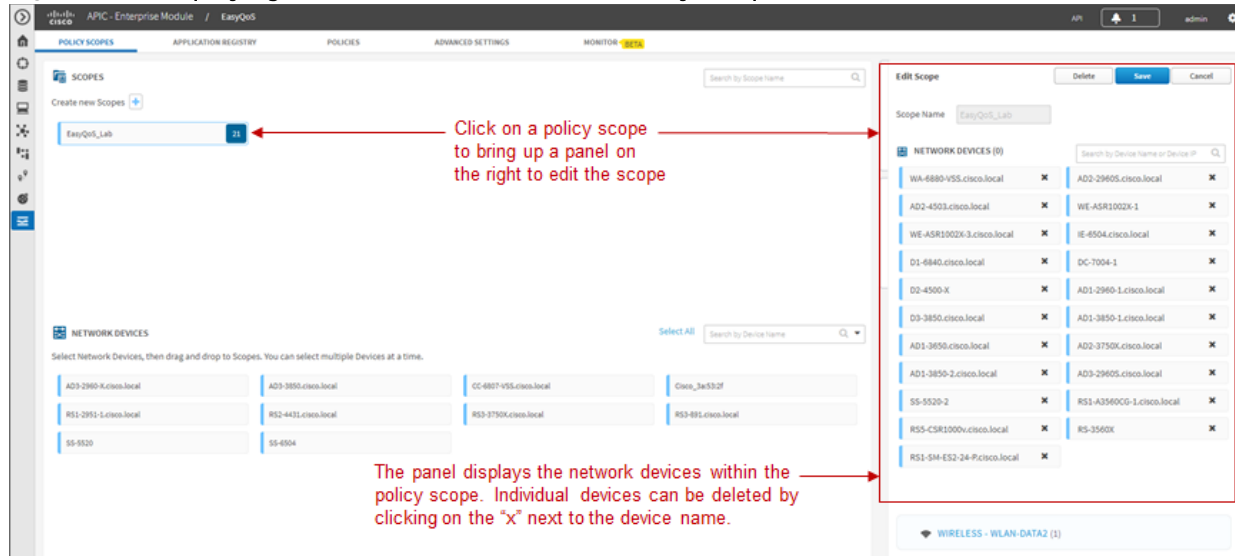 cisco APIC - Enterprise Module / EasyQoS
API 1 admin
POLICY SCOPES APPLICATION REGISTRY POLICIES ADVANCED SETTINGS MONITOR BETA
SCOPES
Search by Scope Name
Create new Scopes +
EasyQoS_Lab 21
Click on a policy scope
to bring up a panel on
the right to edit the scope
NETWORK DEVICES
Select All
Search by Device Name
Select Network Devices, then drag and drop to Scopes. You can select multiple Devices at a time.
AD3-2960-X.cisco.local AD3-3850.cisco.local CC-6807-VSS.cisco.local Cisco_3a:53:2f
RS1-2951-1.cisco.local RS2-4431.cisco.local RS3-3750X.cisco.local RS3-891.cisco.local
SS-5520 SS-6504
The panel displays the network devices within the
policy scope. Individual devices can be deleted by
clicking on the “x” next to the device name.
Edit Scope Delete Save Cancel
Scope Name EasyQoS_Lab
NETWORK DEVICES (0)
Search by Device Name or Device IP
WA-6880-VSS.cisco.local AD2-2960S.cisco.local
AD2-4503.cisco.local WE-ASR1002X-1
WE-ASR1002X-3.cisco.local IE-6504.cisco.local
D1-6840.cisco.local DC-7004-1
D2-4500-X AD1-2960-1.cisco.local
D3-3850.cisco.local AD1-3850-1.cisco.local
AD1-3650.cisco.local AD2-3750X.cisco.local
AD1-3850-2.cisco.local AD3-2960S.cisco.local
SS-5520-2 RS1-A3560CG-1.cisco.local
RS5-CSR1000v.cisco.local RS-3560X
RS1-SM-ES2-24-P.cisco.local
WIRELESS - WLAN-DATA2 (1)